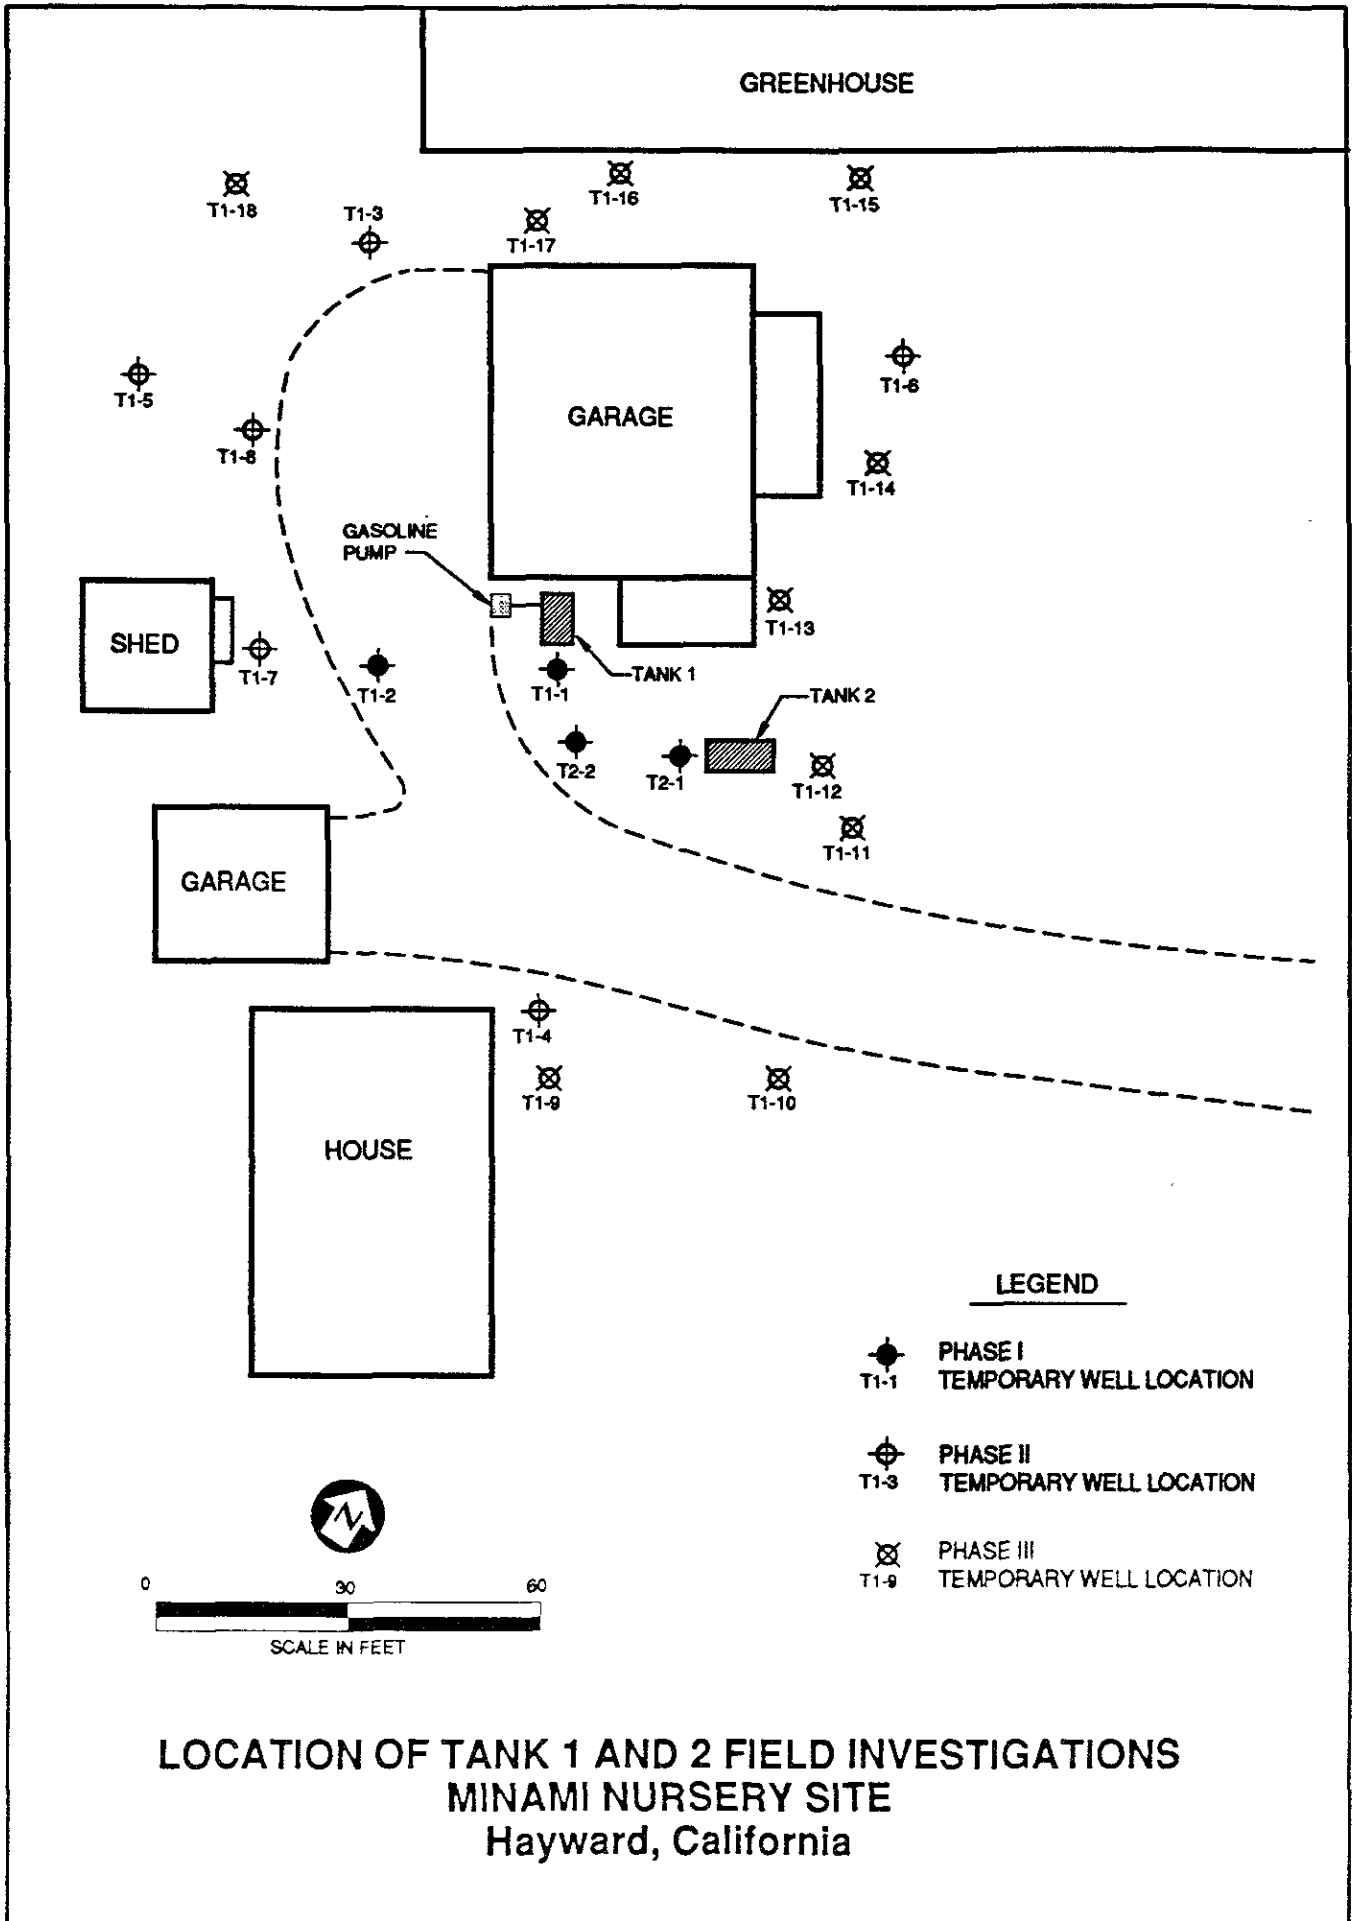 GREENHOUSE
T1-18
T1-3
T1-17
T1-16
T1-15
T1-5
T1-8
GARAGE
T1-6
T1-14
GASOLINE
PUMP
SHED
T1-7
T1-2
T1-1
TANK 1
T1-13
TANK 2
T2-2
T2-1
T1-12
T1-11
GARAGE
T1-4
T1-9
T1-10
HOUSE
LEGEND
PHASE I
T1-1 TEMPORARY WELL LOCATION
PHASE II
T1-3 TEMPORARY WELL LOCATION
PHASE III
T1-9 TEMPORARY WELL LOCATION
N
0 30 60
SCALE IN FEET
LOCATION OF TANK 1 AND 2 FIELD INVESTIGATIONS
MINAMI NURSERY SITE
Hayward, California